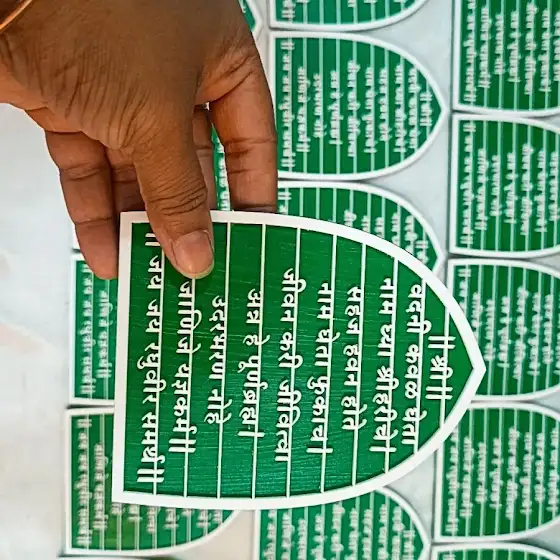 ॥ श्री ॥
वदनी कवळ घेता
नाम घ्या श्रीहरीचे।
सहज हवन होते
नाम घेता फुकाचे।
जीवन करी जीवित्वा
अन्न हे पूर्णब्रह्म।
उदरभरण नोहे
जाणिजे यज्ञकर्म॥
॥ जय जय रघुवीर समर्थ॥